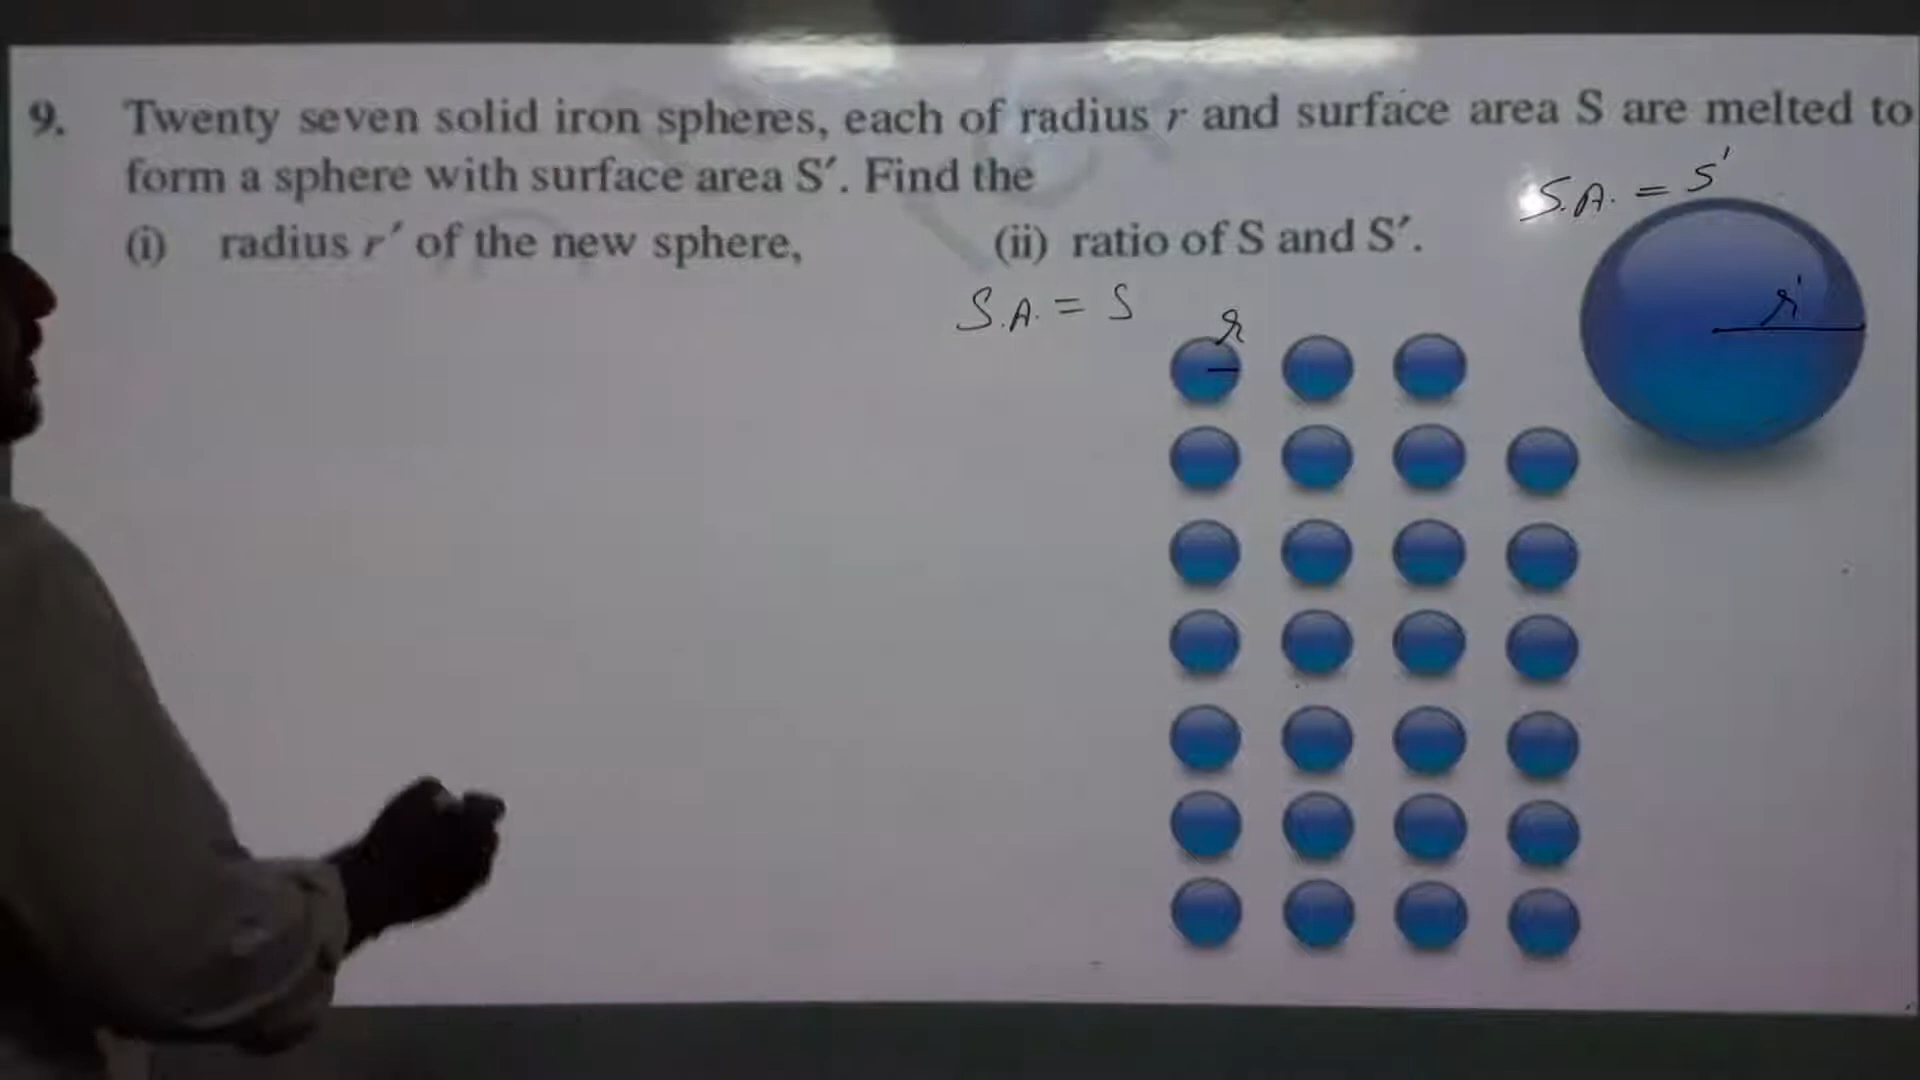 9. Twenty seven solid iron spheres, each of radius r and surface area S are melted to
form a sphere with surface area S′. Find the
(i) radius r′ of the new sphere, (ii) ratio of S and S′.
S.A. = S'
S.A. = S
r
r'